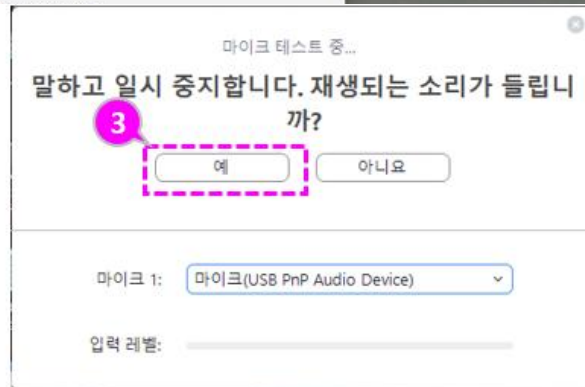 마이크 테스트 중...
말하고 일시 중지합니다. 재생되는 소리가 들립니
까?
3
예 아니요
마이크 1: 마이크(USB PnP Audio Device)
입력 레벨: